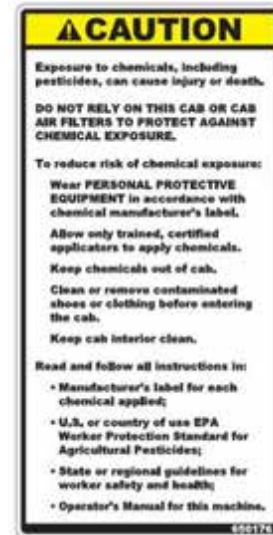 CAUTION
Exposure to chemicals, including
pesticides, can cause injury or death.
DO NOT RELY ON THIS CAB OR CAB
AIR FILTERS TO PROTECT AGAINST
CHEMICAL EXPOSURE.
To reduce risk of chemical exposure:
Wear PERSONAL PROTECTIVE
EQUIPMENT in accordance with
chemical manufacturer's label.
Allow only trained, certified
applicators to apply chemicals.
Keep chemicals out of cab.
Clean or remove contaminated
shoes or clothing before entering
the cab.
Keep cab interior clean.
Read and follow all instructions in:
• Manufacturer's label for each
chemical applied;
• U.S. or country of use EPA
Worker Protection Standard for
Agricultural Pesticides;
• State or regional guidelines for
worker safety and health;
• Operator's Manual for this machine.
650176